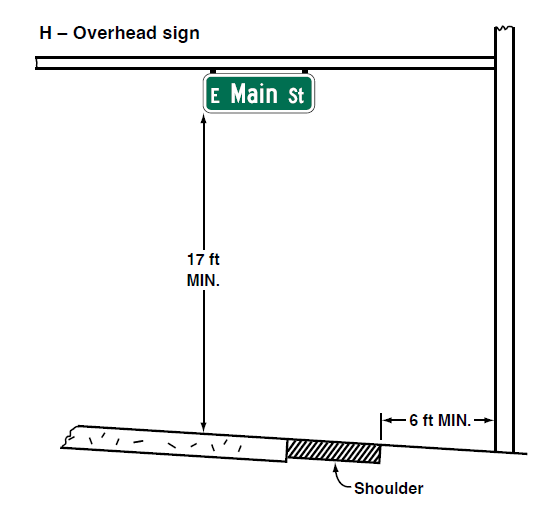 H – Overhead sign
E Main St
17 ft
MIN.
6 ft MIN.
Shoulder